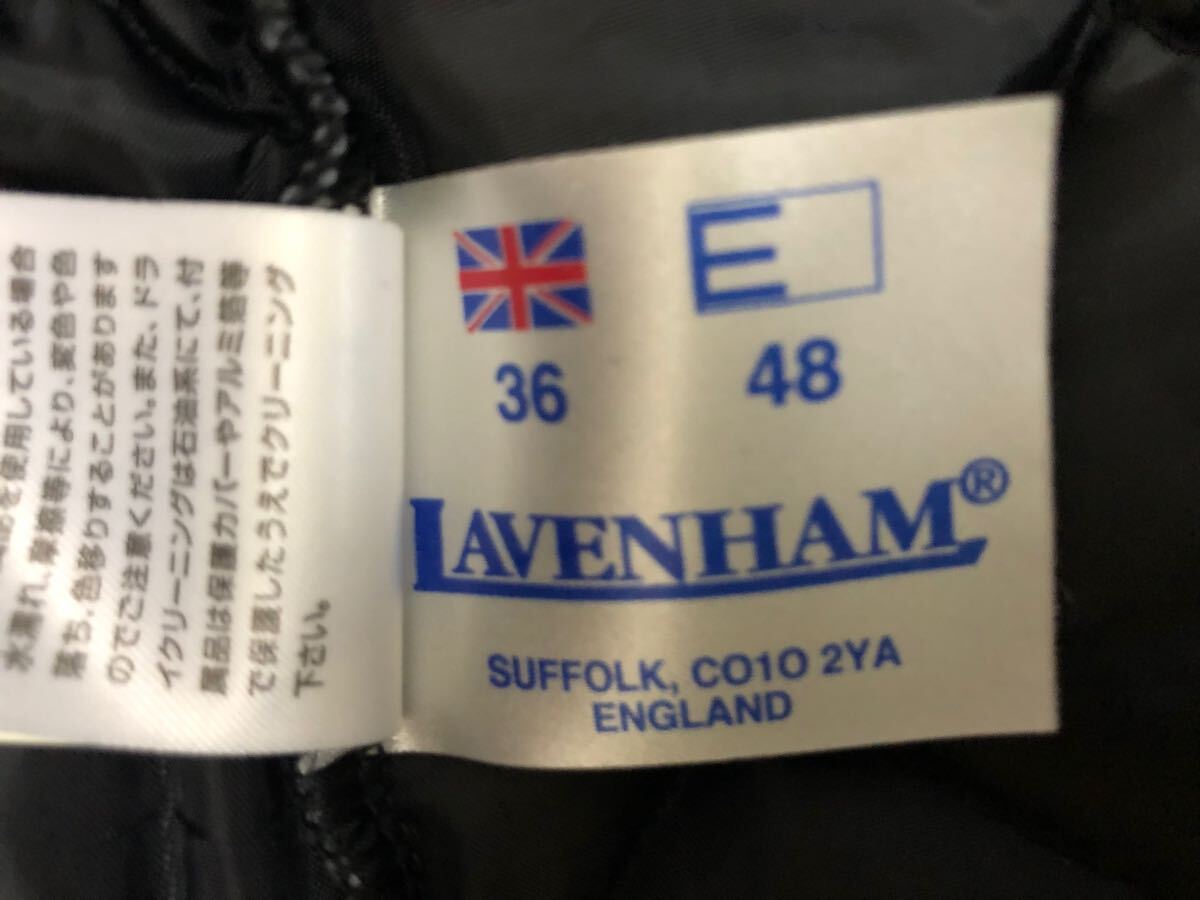 を使用している場合
水濡れ、摩擦等により、変色や色
落ち、色移りすることがあります
のでご注意ください。また、ドラ
イクリーニングは石油系にて、付
属品は保護カバーやアルミ箔等
で保護したうえでクリーニング
下さい。
E
36
48
LAVENHAM®
SUFFOLK, CO10 2YA
ENGLAND